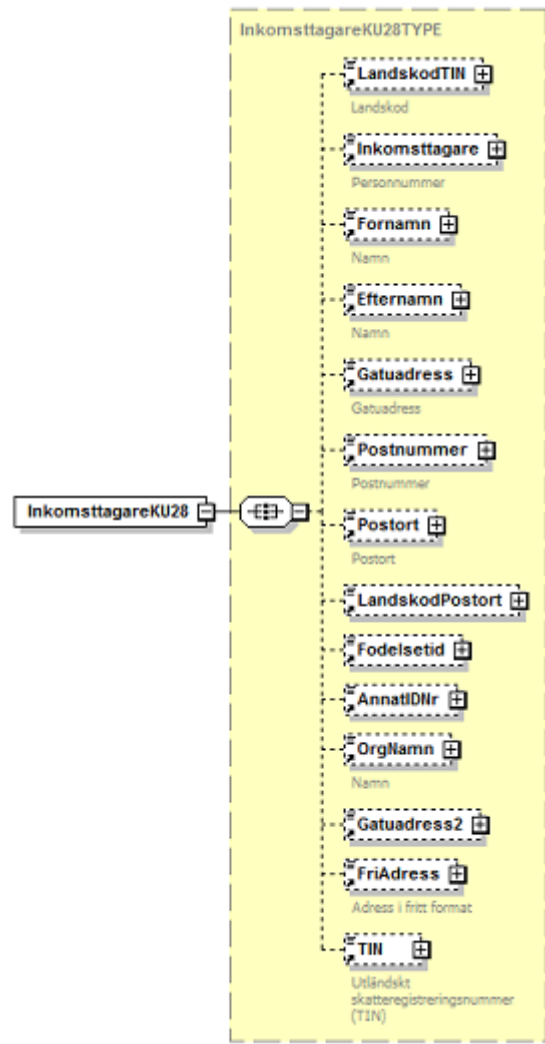 InkomsttagareKU28TYPE
LandskodTIN
Landskod
Inkomsttagare
Personnummer
Fornamn
Namn
Efternamn
Namn
Gatuadress
Gatuadress
Postnummer
Postnummer
InkomsttagareKU28
Postort
Postort
LandskodPostort
Fodelsetid
AnnatIDNr
OrgNamn
Namn
Gatuadress2
FriAdress
Adress i fritt format
TIN
Utländskt
skatteregistreringsnummer
(TIN)